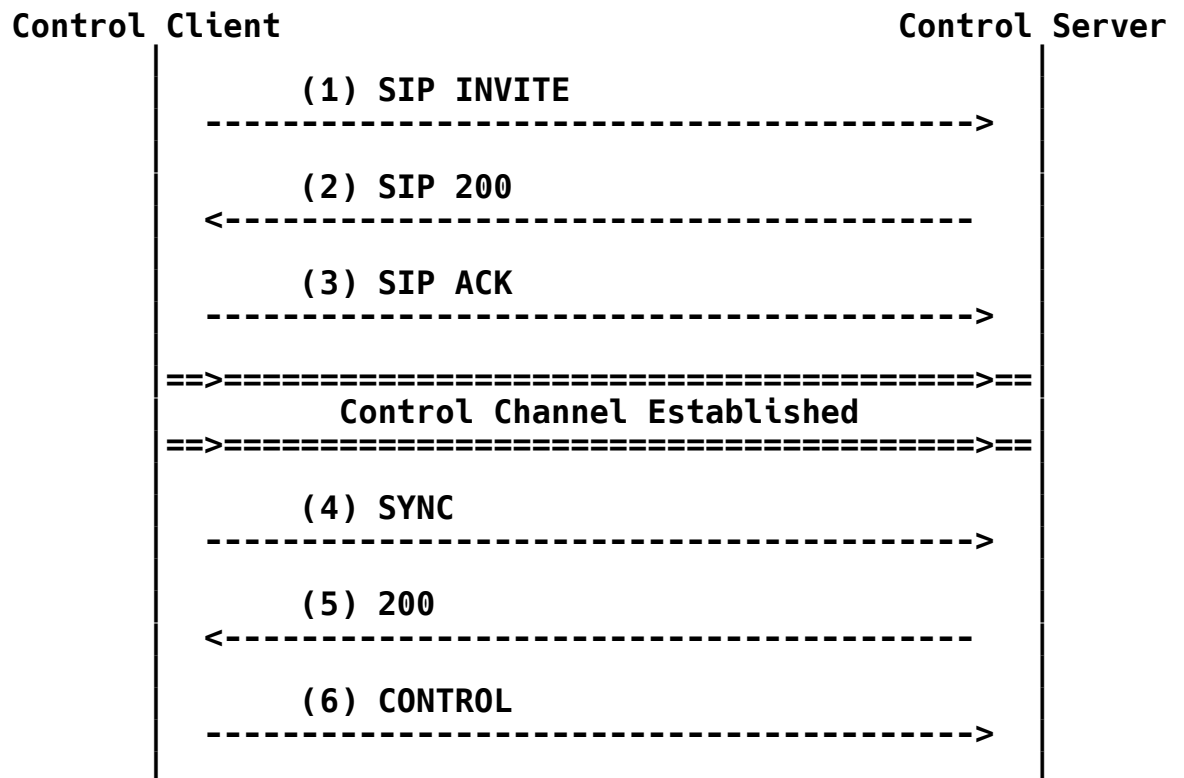 Control Client Control Server
(1) SIP INVITE
(2) SIP 200
(3) SIP ACK
Control Channel Established
(4) SYNC
(5) 200
(6) CONTROL